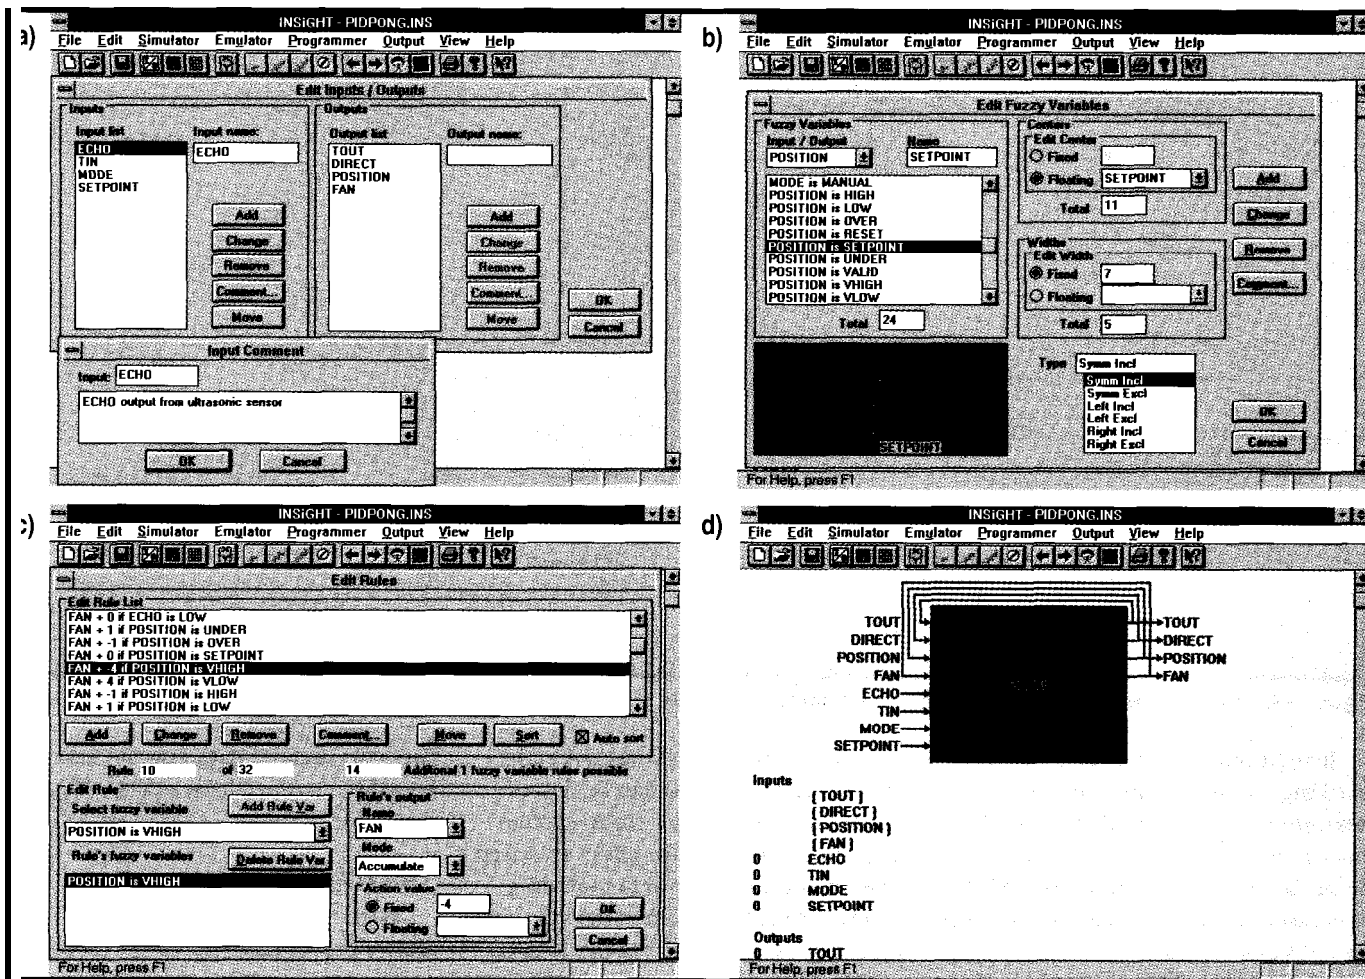 a)
INSiGHT - PIDPONG.INS
File Edit Simulator Emulator Programmer Output View Help
Edit Inputs / Outputs
Inputs
Input list
Input name:
ECHO
ECHO
TIN
MODE
SETPOINT
Add
Change
Remove
Comment...
Move
Outputs
Output list
Output name:
TOUT
DIRECT
POSITION
FAN
Add
Change
Remove
Comment...
Move
OK
Cancel
Input Comment
Input: ECHO
ECHO output from ultrasonic sensor
OK
Cancel
b)
INSiGHT - PIDPONG.INS
File Edit Simulator Emulator Programmer Output View Help
Edit Fuzzy Variables
Fuzzy Variables
Input / Output
Name
POSITION
SETPOINT
MODE is MANUAL
POSITION is HIGH
POSITION is LOW
POSITION is OVER
POSITION is RESET
POSITION is SETPOINT
POSITION is UNDER
POSITION is VALID
POSITION is VHIGH
POSITION is VLOW
Total 24
SETPOINT
Centers
Edit Center
Fixed
Floating SETPOINT
Total 11
Widths
Edit Width
Fixed 7
Floating
Total 5
Type Symm Incl
Symm Incl
Symm Excl
Left Incl
Left Excl
Right Incl
Right Excl
Add
Change
Remove
Comment...
OK
Cancel
For Help, press F1
c)
INSiGHT - PIDPONG.INS
File Edit Simulator Emulator Programmer Output View Help
Edit Rules
Edit Rule List
FAN + 0 if ECHO is LOW
FAN + 1 if POSITION is UNDER
FAN + -1 if POSITION is OVER
FAN + 0 if POSITION is SETPOINT
FAN + -4 if POSITION is VHIGH
FAN + 4 if POSITION is VLOW
FAN + -1 if POSITION is HIGH
FAN + 1 if POSITION is LOW
Add Change Remove Comment... Move Sort Auto sort
Rule 10 of 32 14 Additonal 1 fuzzy variable rules possible
Edit Rule
Select fuzzy variable
Add Rule Var
POSITION is VHIGH
Rule's fuzzy variables
Delete Rule Var
POSITION is VHIGH
Rule's output
Name
FAN
Mode
Accumulate
Action value
Fixed -4
Floating
OK
Cancel
For Help, press F1
d)
INSiGHT - PIDPONG.INS
File Edit Simulator Emulator Programmer Output View Help
TOUT
DIRECT
POSITION
FAN
ECHO
TIN
MODE
SETPOINT
TOUT
DIRECT
POSITION
FAN
Inputs
[ TOUT ]
[ DIRECT ]
[ POSITION ]
[ FAN ]
0 ECHO
0 TIN
0 MODE
0 SETPOINT
Outputs
0 TOUT
For Help, press F1